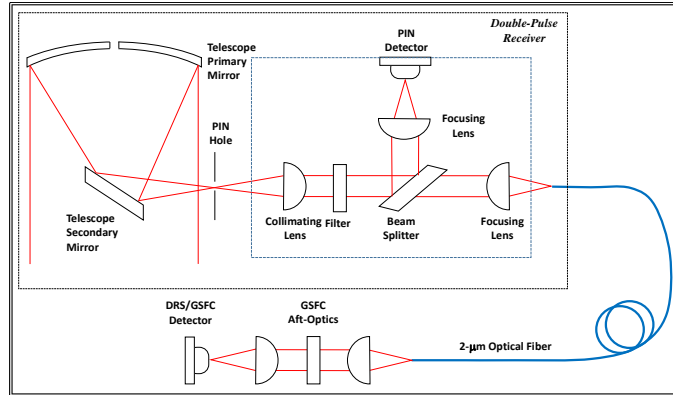 Double-Pulse
Receiver
Telescope
Primary
Mirror
PIN
Detector
PIN
Hole
Focusing
Lens
Telescope
Secondary
Mirror
Collimating
Lens
Filter
Beam
Splitter
Focusing
Lens
DRS/GSFC
Detector
GSFC
Aft-Optics
2-μm Optical Fiber